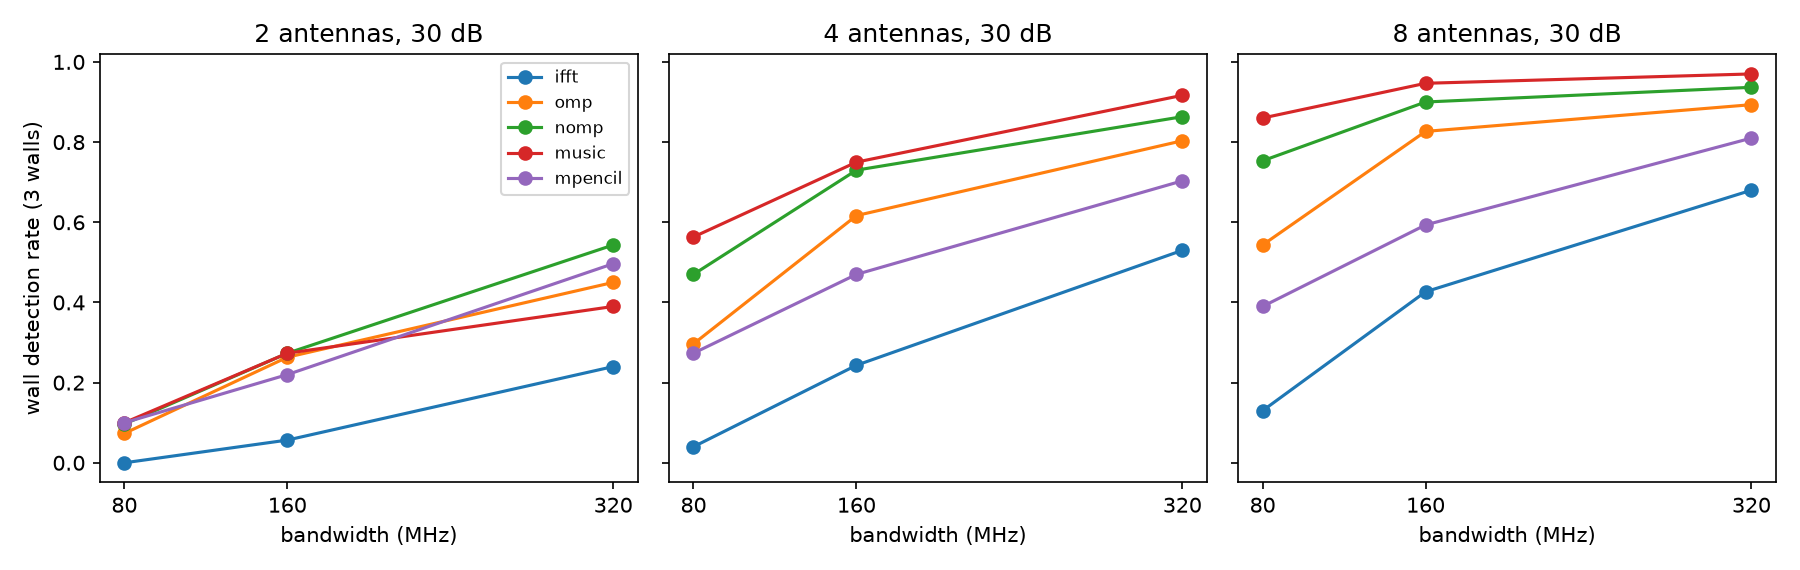 2 antennas, 30 dB
4 antennas, 30 dB
8 antennas, 30 dB
wall detection rate (3 walls)
1.0
0.8
0.6
0.4
0.2
0.0
ifft
omp
nomp
music
mpencil
80
160
320
80
160
320
80
160
320
bandwidth (MHz)
bandwidth (MHz)
bandwidth (MHz)